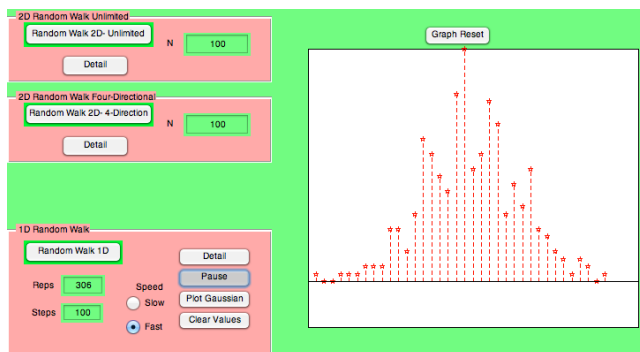 2D Random Walk Unlimited
Random Walk 2D- Unlimited
N
100
Detail
2D Random Walk Four-Directional
Random Walk 2D- 4-Direction
N
100
Detail
1D Random Walk
Random Walk 1D
Reps
306
Steps
100
Speed
Slow
Fast
Detail
Pause
Plot Gaussian
Clear Values
Graph Reset